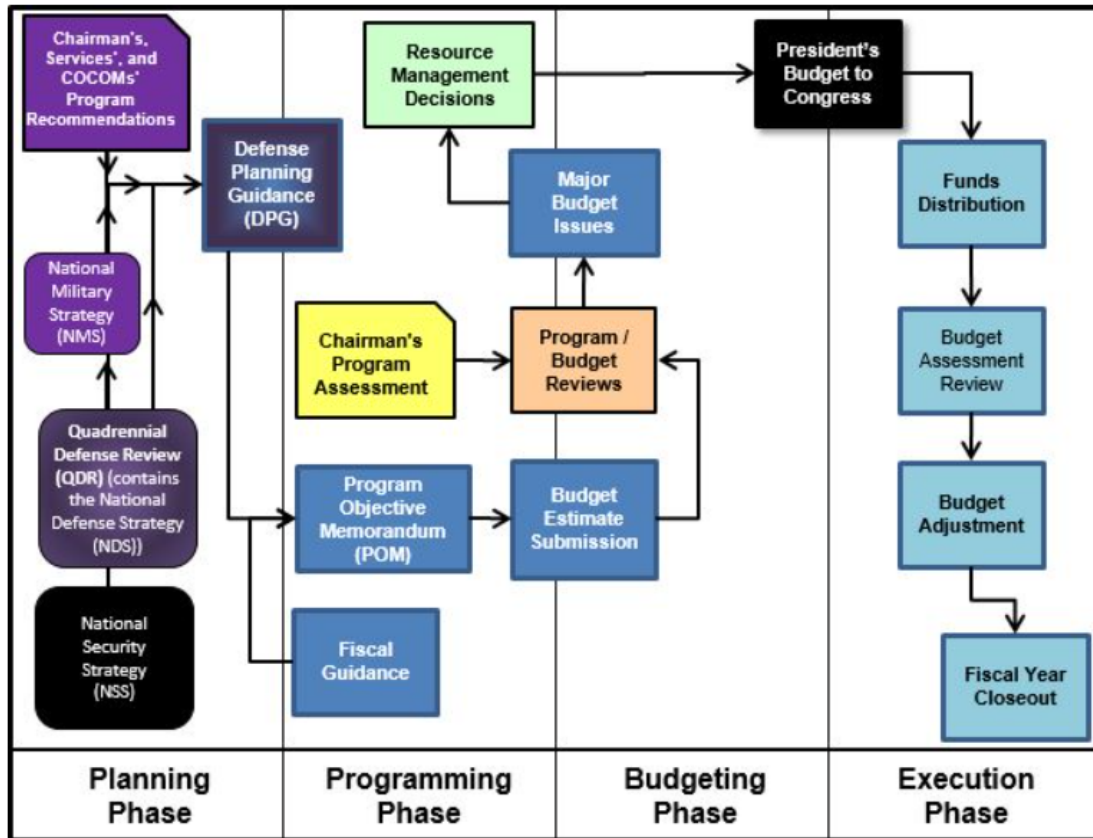 Chairman's,
Services', and
COCOMs'
Program
Recommendations
Defense
Planning
Guidance
(DPG)
National
Military
Strategy
(NMS)
Quadrennial
Defense Review
(QDR) (contains
the National
Defense Strategy
(NDS))
National
Security
Strategy
(NSS)
Resource
Management
Decisions
Major
Budget
Issues
Chairman's
Program
Assessment
Program /
Budget
Reviews
Program
Objective
Memorandum
(POM)
Budget
Estimate
Submission
Fiscal
Guidance
President's
Budget to
Congress
Funds
Distribution
Budget
Assessment
Review
Budget
Adjustment
Fiscal Year
Closeout
Planning
Phase
Programming
Phase
Budgeting
Phase
Execution
Phase